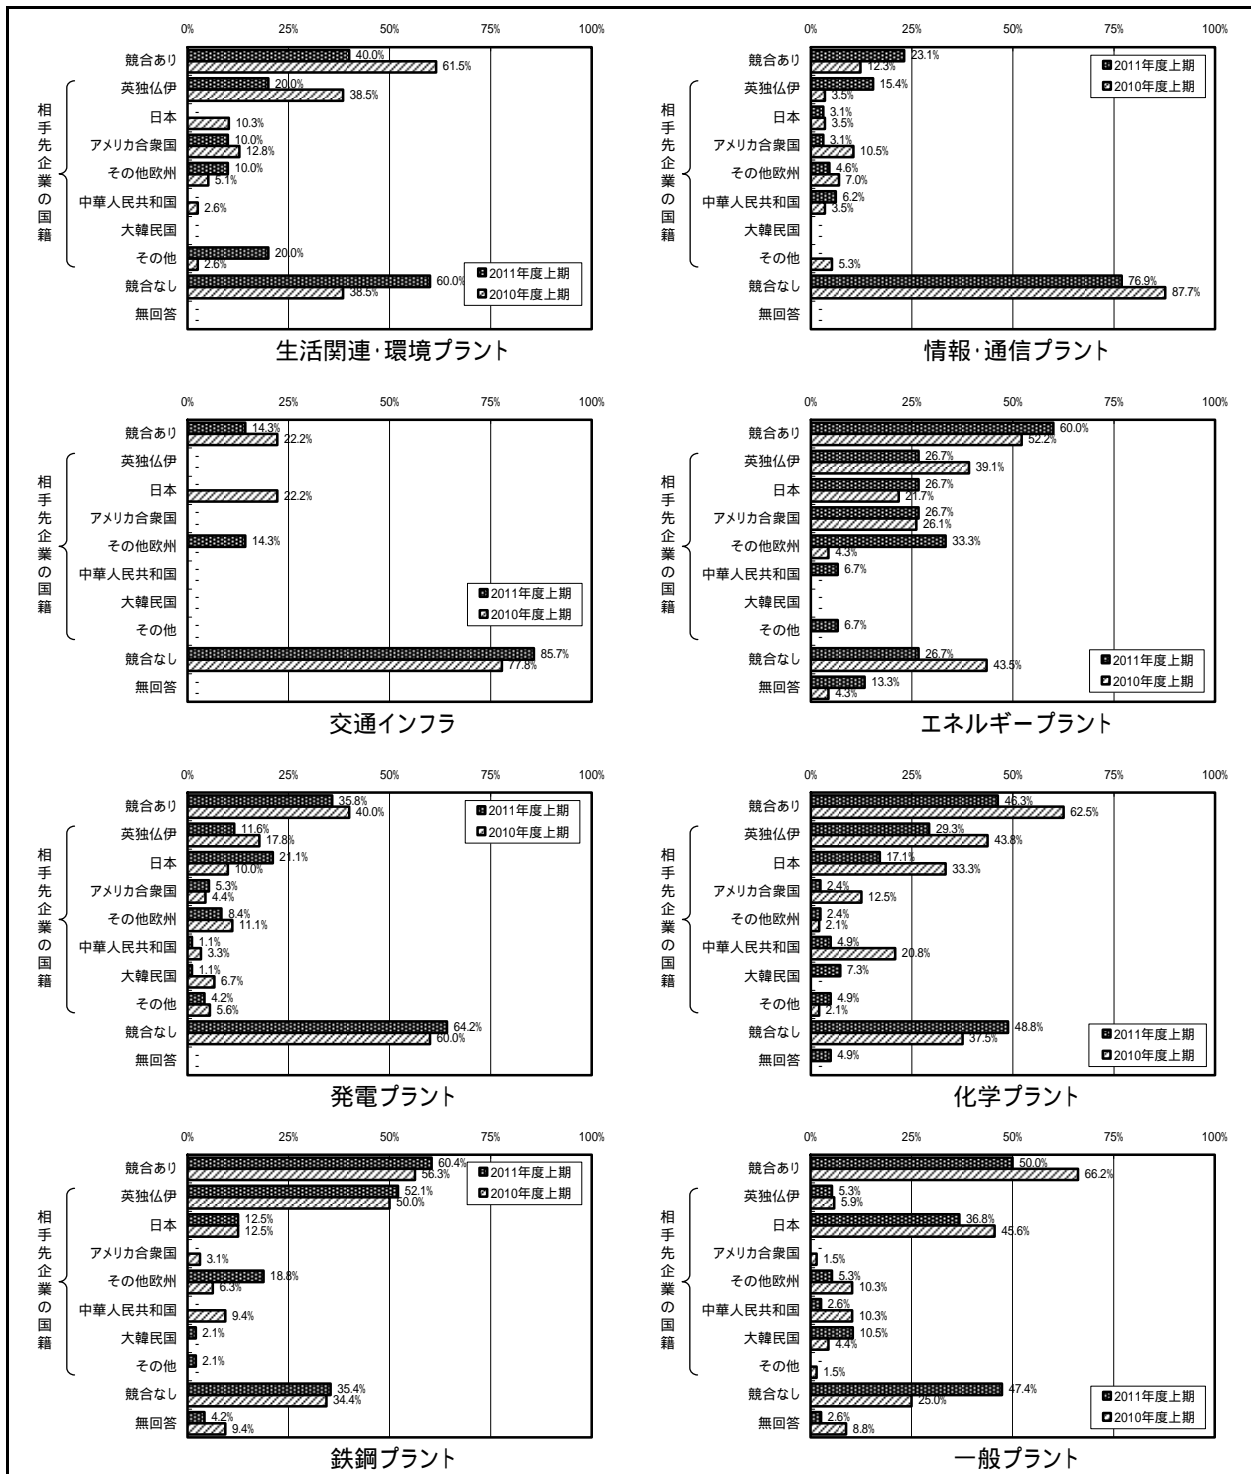 0% 25% 50% 75% 100%
競合あり 40.0% 61.5%
相手先企業の国籍
英独仏伊 20.0% 38.5%
日本 - 10.3%
アメリカ合衆国 10.0% 12.8%
その他欧州 10.0% 5.1%
中華人民共和国 - 2.6%
大韓民国 - -
その他 20.0% 2.6%
競合なし 60.0% 38.5%
無回答 - -
2011年度上期
2010年度上期
生活関連・環境プラント
0% 25% 50% 75% 100%
競合あり 23.1% 12.3%
相手先企業の国籍
英独仏伊 15.4% 3.5%
日本 3.1% 3.5%
アメリカ合衆国 3.1% 10.5%
その他欧州 4.6% 7.0%
中華人民共和国 6.2% 3.5%
大韓民国 - -
その他 - 5.3%
競合なし 76.9% 87.7%
無回答 - -
2011年度上期
2010年度上期
情報・通信プラント
0% 25% 50% 75% 100%
競合あり 14.3% 22.2%
相手先企業の国籍
英独仏伊 - -
日本 - 22.2%
アメリカ合衆国 - -
その他欧州 14.3% -
中華人民共和国 - -
大韓民国 - -
その他 - -
競合なし 85.7% 77.8%
無回答 - -
2011年度上期
2010年度上期
交通インフラ
0% 25% 50% 75% 100%
競合あり 60.0% 52.2%
相手先企業の国籍
英独仏伊 26.7% 39.1%
日本 26.7% 21.7%
アメリカ合衆国 26.7% 26.1%
その他欧州 33.3% 4.3%
中華人民共和国 6.7% -
大韓民国 - -
その他 6.7% -
競合なし 26.7% 43.5%
無回答 13.3% 4.3%
2011年度上期
2010年度上期
エネルギープラント
0% 25% 50% 75% 100%
競合あり 35.8% 40.0%
相手先企業の国籍
英独仏伊 11.6% 17.8%
日本 21.1% 10.0%
アメリカ合衆国 5.3% 4.4%
その他欧州 8.4% 11.1%
中華人民共和国 1.1% 3.3%
大韓民国 1.1% 6.7%
その他 4.2% 5.6%
競合なし 64.2% 60.0%
無回答 - -
2011年度上期
2010年度上期
発電プラント
0% 25% 50% 75% 100%
競合あり 46.3% 62.5%
相手先企業の国籍
英独仏伊 29.3% 43.8%
日本 17.1% 33.3%
アメリカ合衆国 2.4% 12.5%
その他欧州 2.4% 2.1%
中華人民共和国 4.9% 20.8%
大韓民国 7.3% -
その他 4.9% 2.1%
競合なし 48.8% 37.5%
無回答 4.9% -
2011年度上期
2010年度上期
化学プラント
0% 25% 50% 75% 100%
競合あり 60.4% 56.3%
相手先企業の国籍
英独仏伊 52.1% 50.0%
日本 12.5% 12.5%
アメリカ合衆国 - 3.1%
その他欧州 18.8% 6.3%
中華人民共和国 - 9.4%
大韓民国 2.1% -
その他 2.1% -
競合なし 35.4% 34.4%
無回答 4.2% 9.4%
2011年度上期
2010年度上期
鉄鋼プラント
0% 25% 50% 75% 100%
競合あり 50.0% 66.2%
相手先企業の国籍
英独仏伊 5.3% 5.9%
日本 36.8% 45.6%
アメリカ合衆国 - 1.5%
その他欧州 5.3% 10.3%
中華人民共和国 2.6% 10.3%
大韓民国 10.5% 4.4%
その他 - 1.5%
競合なし 47.4% 25.0%
無回答 2.6% 8.8%
2011年度上期
2010年度上期
一般プラント